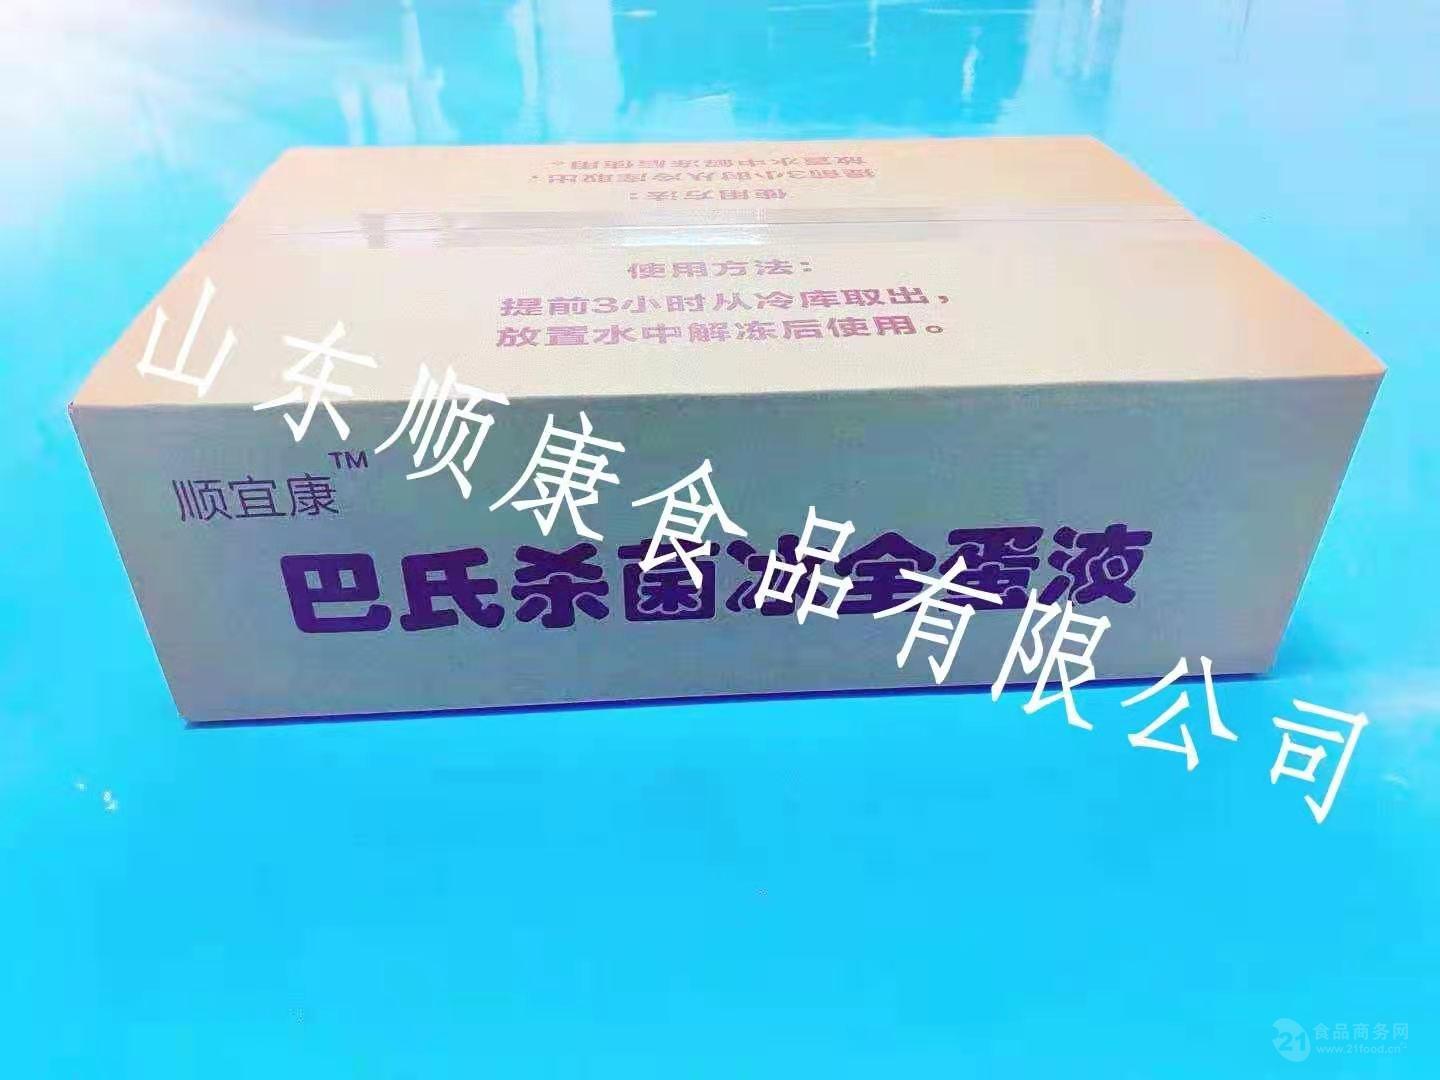 使用方法：
提前3小时从冷库取出，
放置水中解冻后使用。
使用方法：
提前3小时从冷库取出，
放置水中解冻后使用。
顺宜康™
巴氏杀菌冰全蛋液
山东顺康食品有限公司
21食品商务网
www.21food.cn